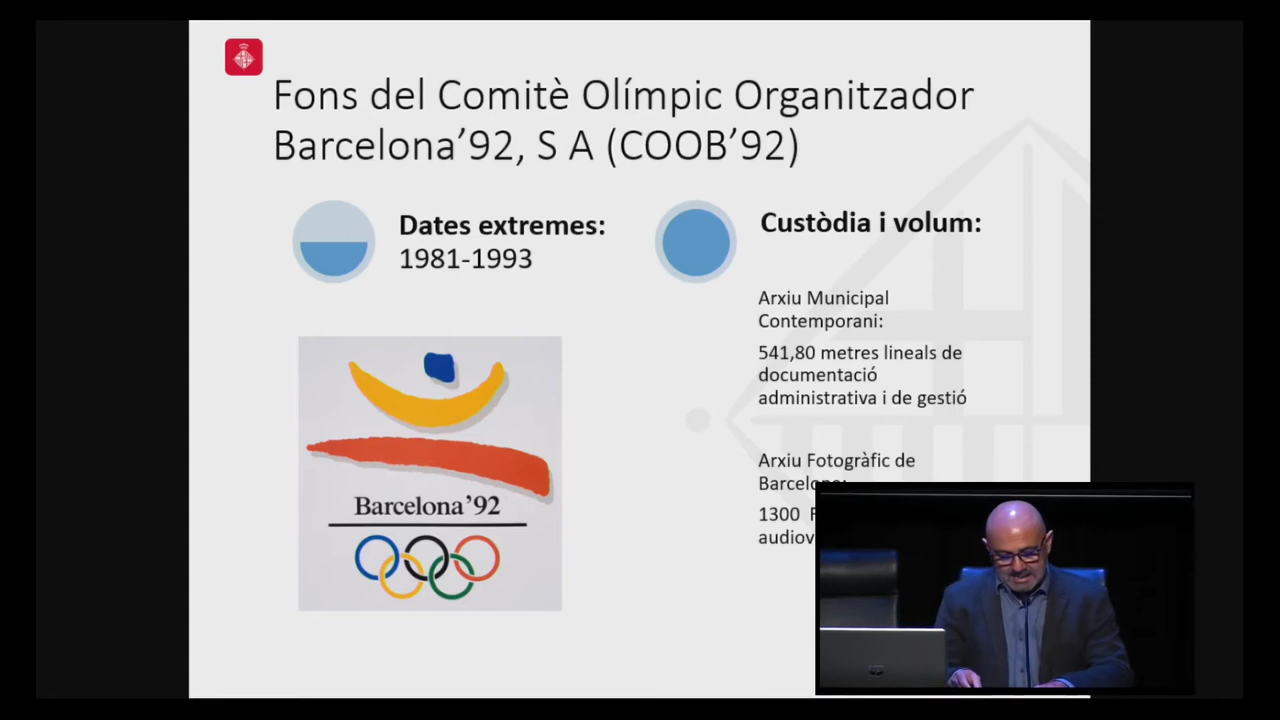 Fons del Comitè Olímpic Organitzador
Barcelona’92, S A (COOB’92)
Dates extremes:
1981-1993
Custòdia i volum:
Arxiu Municipal
Contemporani:
541,80 metres lineals de
documentació
administrativa i de gestió
Arxiu Fotogràfic de
1300
Barcelona’92